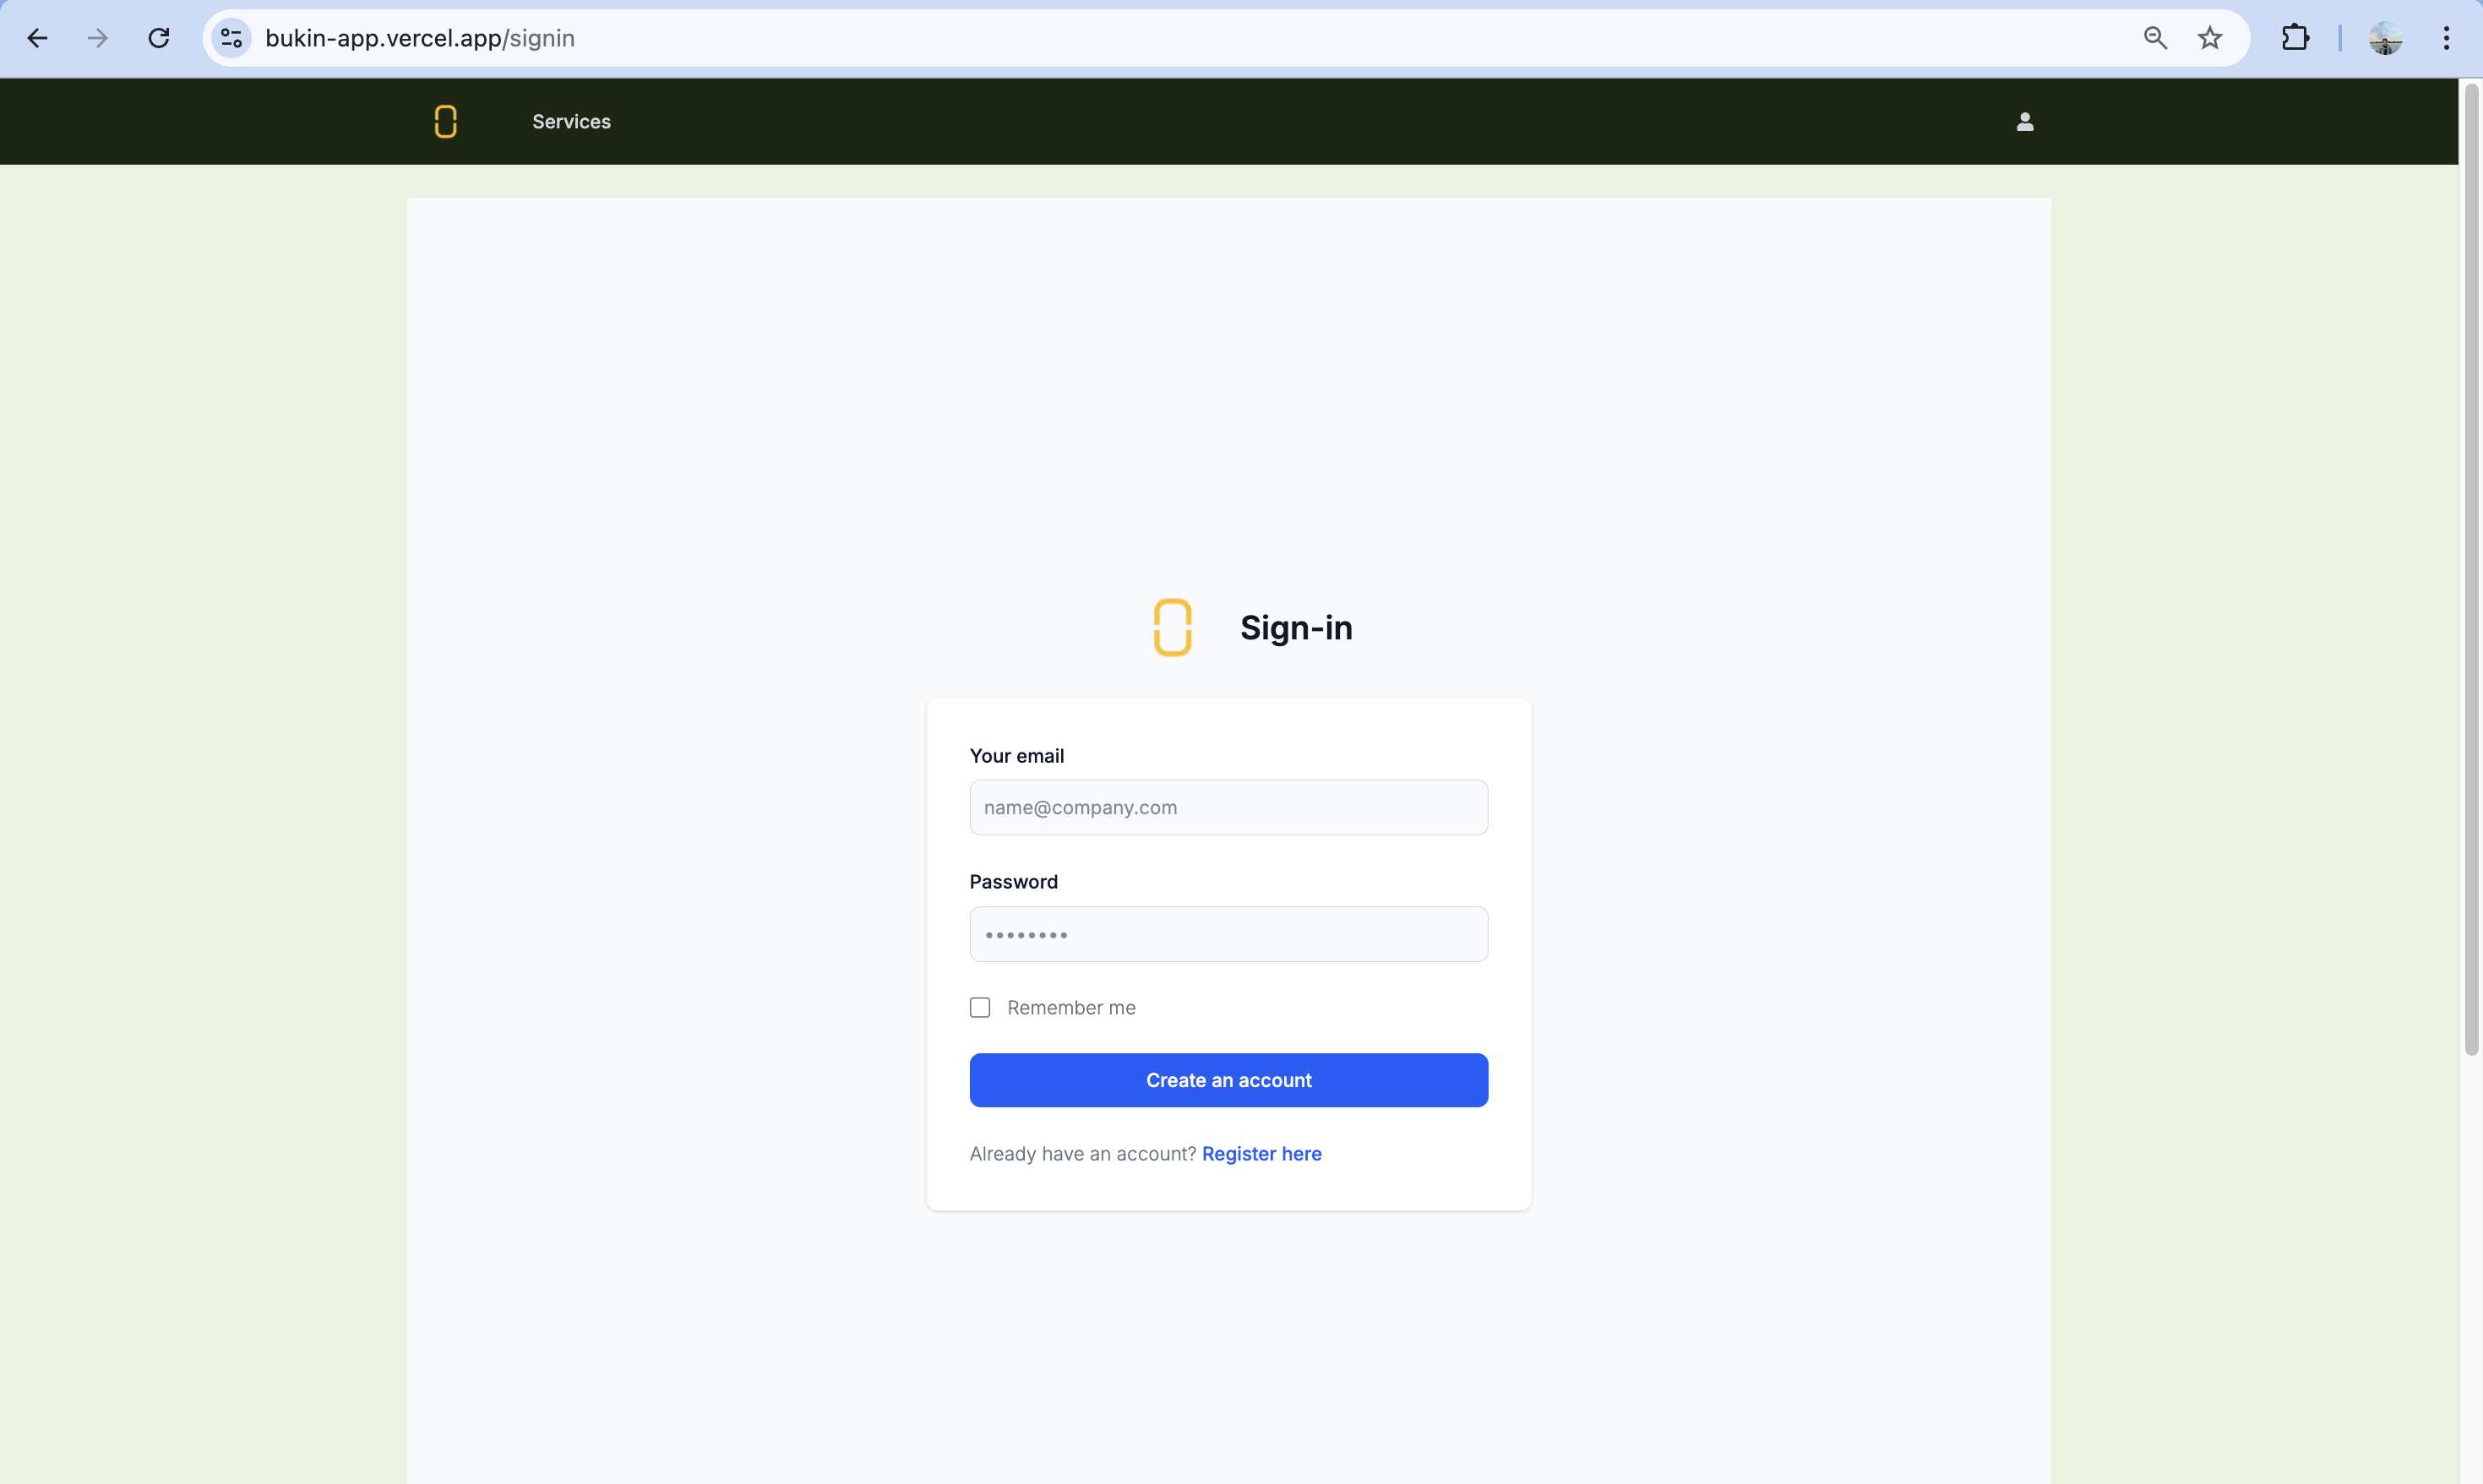 bukin-app.vercel.app/signin
Services
Sign-in
Your email
name@company.com
Password
••••••••
Remember me
Create an account
Already have an account? Register here